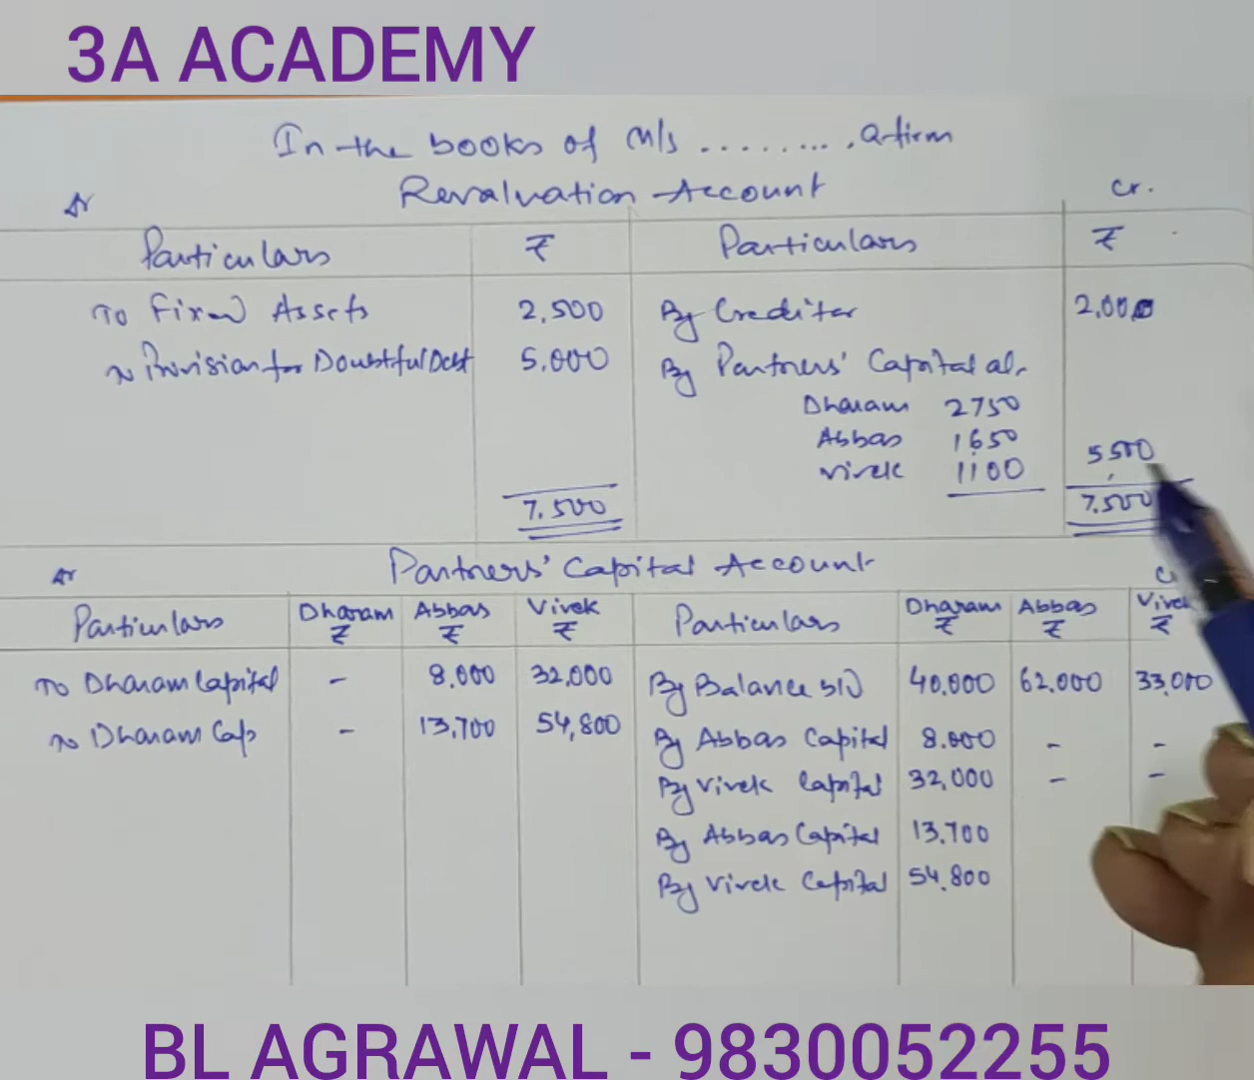 3A ACADEMY
In the books of M/s ......... a firm
Revaluation Account
Dr Cr.
Particulars ₹ Particulars ₹
To Fixed Assets 2,500 By Creditor 2,000
To Provision for Doubtful Debt 5,000 By Partners' Capital a/c
Dharam 2750
Abbas 1650
Vivek 1100 5500
7,500 7,500
Partners' Capital Account
Dr C
Particulars Dharam ₹ Abbas ₹ Vivek ₹ Particulars Dharam ₹ Abbas ₹ Vivek ₹
To Dharam Capital - 8,000 32,000 By Balance b/d 40,000 62,000 33,000
To Dharam Cap - 13,700 54,800 By Abbas Capital 8,000 - -
By Vivek Capital 32,000 - -
By Abbas Capital 13,700
By Vivek Capital 54,800
BL AGRAWAL - 9830052255